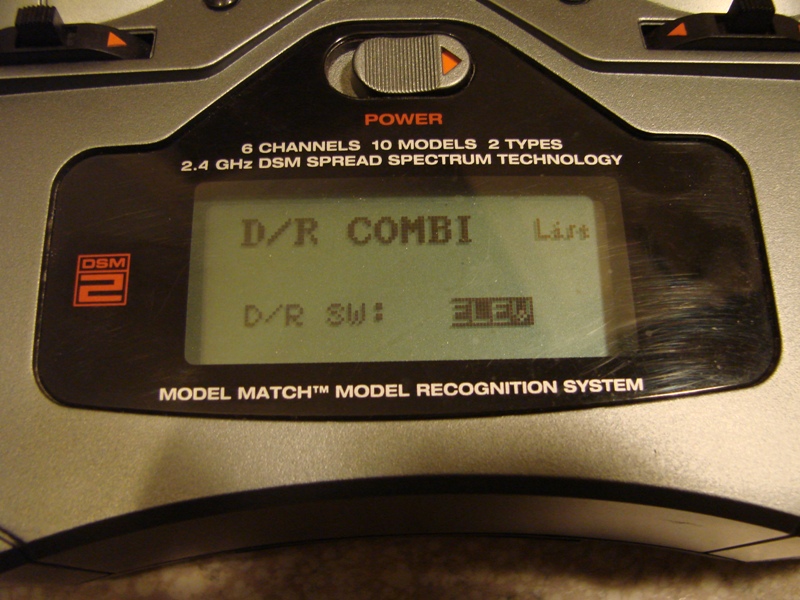 POWER
6 CHANNELS 10 MODELS 2 TYPES
2.4 GHz DSM SPREAD SPECTRUM TECHNOLOGY
D/R COMBI List
DSM
2
D/R SW: ELEV
MODEL MATCH™ MODEL RECOGNITION SYSTEM